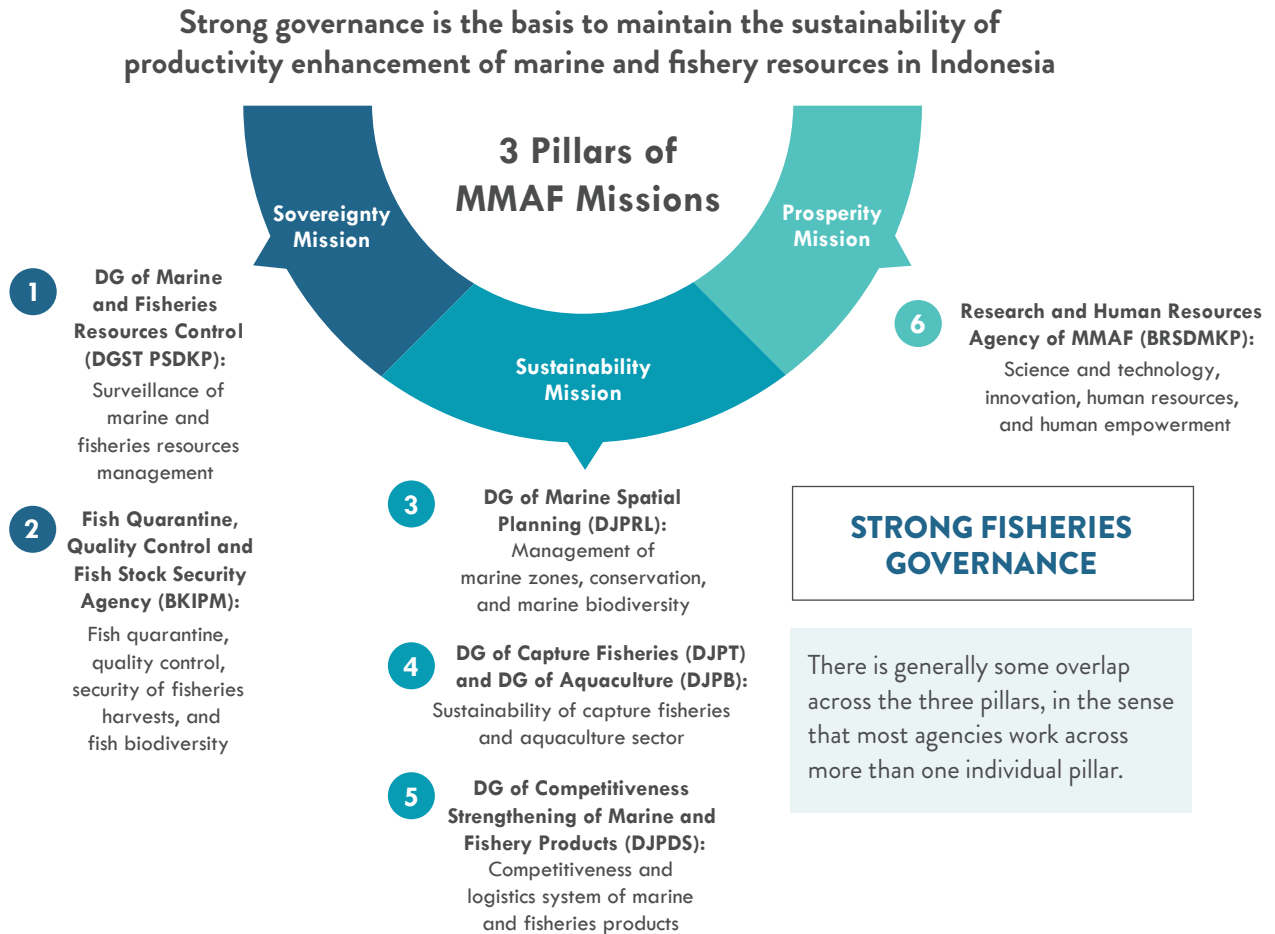 Strong governance is the basis to maintain the sustainability of
productivity enhancement of marine and fishery resources in Indonesia
3 Pillars of
MMAF Missions
Sovereignty
Mission
Sustainability
Mission
Prosperity
Mission
1
DG of Marine
and Fisheries
Resources Control
(DGST PSDKP):
Surveillance of
marine and
fisheries resources
management
2
Fish Quarantine,
Quality Control and
Fish Stock Security
Agency (BKIPM):
Fish quarantine,
quality control,
security of fisheries
harvests, and
fish biodiversity
3
DG of Marine Spatial
Planning (DJPRL):
Management of
marine zones, conservation,
and marine biodiversity
4
DG of Capture Fisheries (DJPT)
and DG of Aquaculture (DJPB):
Sustainability of capture fisheries
and aquaculture sector
5
DG of Competitiveness
Strengthening of Marine and
Fishery Products (DJPDS):
Competitiveness and
logistics system of marine
and fisheries products
6
Research and Human Resources
Agency of MMAF (BRSDMKP):
Science and technology,
innovation, human resources,
and human empowerment
STRONG FISHERIES
GOVERNANCE
There is generally some overlap
across the three pillars, in the sense
that most agencies work across
more than one individual pillar.